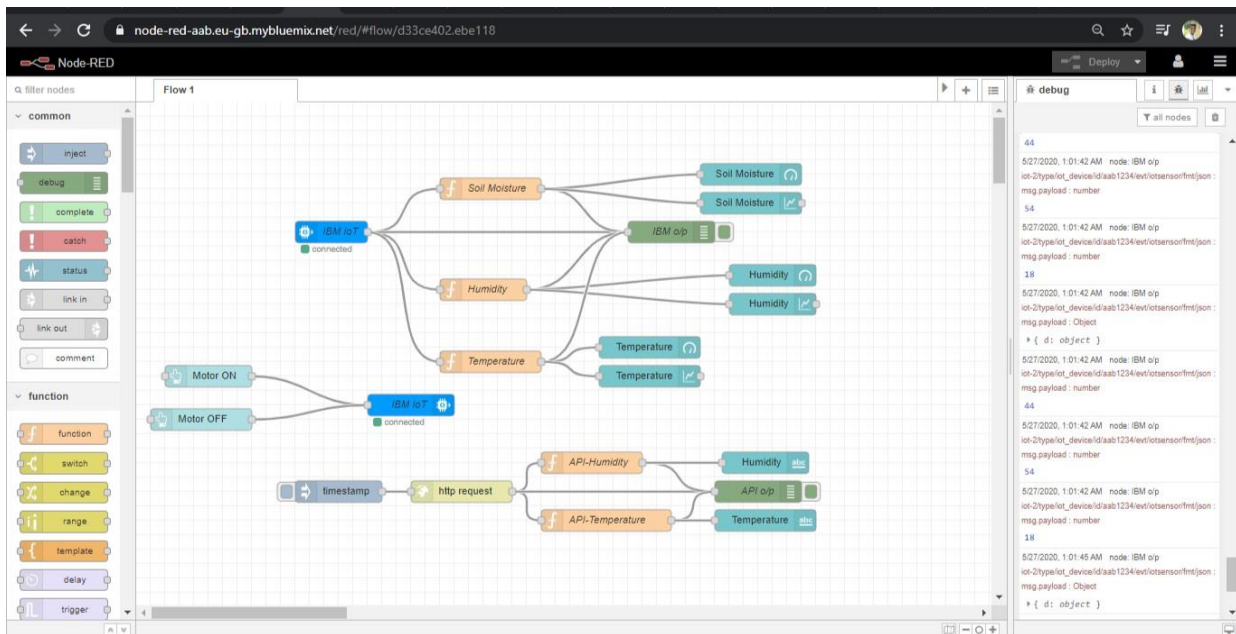 node-red-aab.eu-gb.mybluemix.net/red/#flow/d33ce402.ebe118
Node-RED
Deploy
filter nodes
common
inject
debug
complete
catch
status
link in
link out
comment
function
function
switch
change
range
template
delay
trigger
Flow 1
Soil Moisture
Soil Moisture
Soil Moisture
IBM IoT
connected
IBM o/p
Humidity
Humidity
Humidity
Temperature
Temperature
Temperature
Motor ON
Motor OFF
IBM IoT
connected
API-Humidity
Humidity abc
timestamp
http request
API o/p
API-Temperature
Temperature abc
debug
i
all nodes
44
5/27/2020, 1:01:42 AM node: IBM o/p
iot-2/type/iot_device/id/aab1234/evt/iotsensor/fmt/json :
msg.payload : number
54
5/27/2020, 1:01:42 AM node: IBM o/p
iot-2/type/iot_device/id/aab1234/evt/iotsensor/fmt/json :
msg.payload : number
18
5/27/2020, 1:01:42 AM node: IBM o/p
iot-2/type/iot_device/id/aab1234/evt/iotsensor/fmt/json :
msg.payload : Object
{ d: object }
5/27/2020, 1:01:42 AM node: IBM o/p
iot-2/type/iot_device/id/aab1234/evt/iotsensor/fmt/json :
msg.payload : number
44
5/27/2020, 1:01:42 AM node: IBM o/p
iot-2/type/iot_device/id/aab1234/evt/iotsensor/fmt/json :
msg.payload : number
54
5/27/2020, 1:01:42 AM node: IBM o/p
iot-2/type/iot_device/id/aab1234/evt/iotsensor/fmt/json :
msg.payload : number
18
5/27/2020, 1:01:45 AM node: IBM o/p
iot-2/type/iot_device/id/aab1234/evt/iotsensor/fmt/json :
msg.payload : Object
{ d: object }